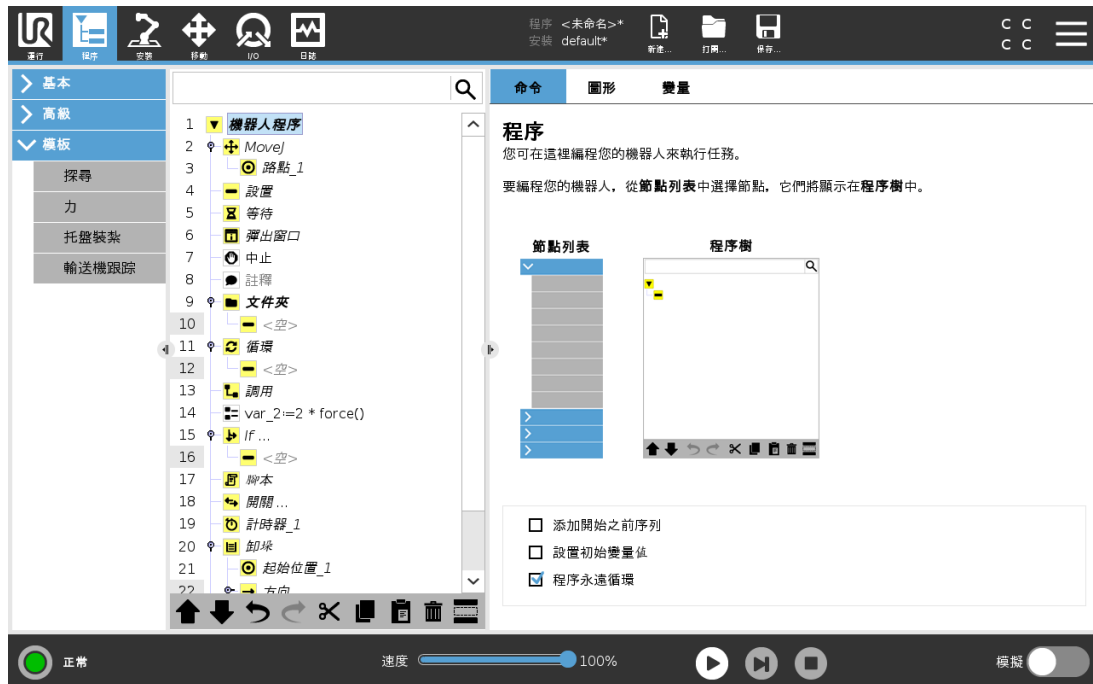 程序 <未命名>*
安裝 default*
運行 程序 安裝 移動 I/O 日誌 新建... 打開... 保存...
C C
C C
基本
高級
模板
探尋
力
托盤裝紮
輸送機跟踪
1 機器人程序
2 MoveJ
3 路點_1
4 設置
5 等待
6 彈出窗口
7 中止
8 註釋
9 文件夾
10 <空>
11 循環
12 <空>
13 調用
14 var_2:=2 * force()
15 If ...
16 <空>
17 腳本
18 開關 ...
19 計時器_1
20 卸垛
21 起始位置_1
22 方向
命令 圖形 變量
程序
您可在這裡編程您的機器人來執行任務。
要編程您的機器人，從節點列表中選擇節點，它們將顯示在程序樹中。
節點列表 程序樹
添加開始之前序列
設置初始變量值
程序永遠循環
正常
速度 100%
模擬